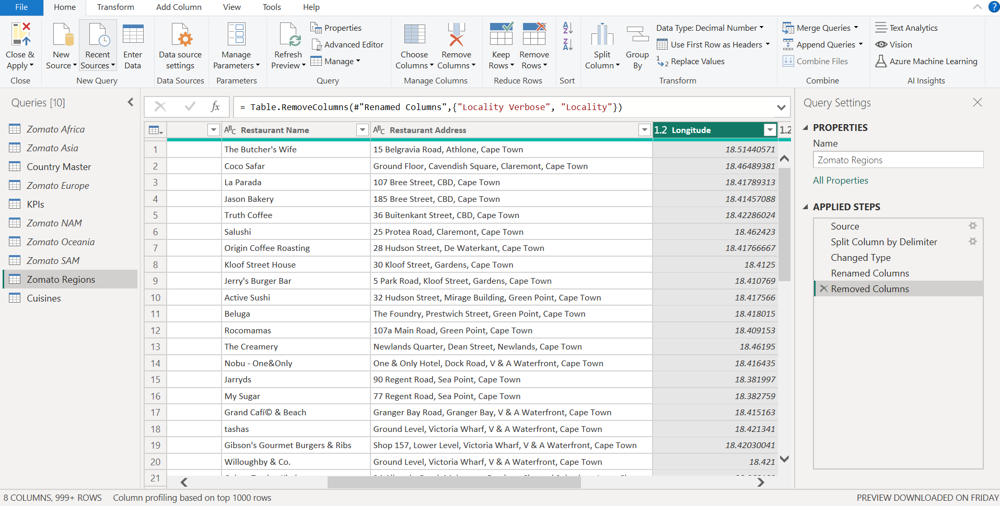 File Home Transform Add Column View Tools Help
Close & Apply
Close
New Source
Recent Sources
Enter Data
New Query
Data source settings
Data Sources
Manage Parameters
Parameters
Refresh Preview
Properties
Advanced Editor
Manage
Query
Choose Columns
Remove Columns
Manage Columns
Keep Rows
Remove Rows
Reduce Rows
Sort
Split Column
Group By
Data Type: Decimal Number
Use First Row as Headers
Replace Values
Transform
Merge Queries
Append Queries
Combine Files
Combine
Text Analytics
Vision
Azure Machine Learning
AI Insights
Queries [10]
Zomato Africa
Zomato Asia
Country Master
Zomato Europe
KPIs
Zomato NAM
Zomato Oceania
Zomato SAM
Zomato Regions
Cuisines
fx = Table.RemoveColumns(#"Renamed Columns",{"Locality Verbose", "Locality"})
ABC Restaurant Name ABC Restaurant Address 1.2 Longitude 1.2
1 The Butcher's Wife 15 Belgravia Road, Athlone, Cape Town 18.51440571
2 Coco Safar Ground Floor, Cavendish Square, Claremont, Cape Town 18.46489381
3 La Parada 107 Bree Street, CBD, Cape Town 18.41789313
4 Jason Bakery 185 Bree Street, CBD, Cape Town 18.41457088
5 Truth Coffee 36 Buitenkant Street, CBD, Cape Town 18.42286024
6 Salushi 25 Protea Road, Claremont, Cape Town 18.462423
7 Origin Coffee Roasting 28 Hudson Street, De Waterkant, Cape Town 18.41766667
8 Kloof Street House 30 Kloof Street, Gardens, Cape Town 18.4125
9 Jerry's Burger Bar 5 Park Road, Kloof Street, Gardens, Cape Town 18.410769
10 Active Sushi 32 Hudson Street, Mirage Building, Green Point, Cape Town 18.417566
11 Beluga The Foundry, Prestwich Street, Green Point, Cape Town 18.418015
12 Rocomamas 107a Main Road, Green Point, Cape Town 18.409153
13 The Creamery Newlands Quarter, Dean Street, Newlands, Cape Town 18.46195
14 Nobu - One&Only One & Only Hotel, Dock Road, V & A Waterfront, Cape Town 18.416435
15 Jarryds 90 Regent Road, Sea Point, Cape Town 18.381997
16 My Sugar 77 Regent Road, Sea Point, Cape Town 18.382759
17 Grand Cafí© & Beach Granger Bay Road, Granger Bay, V & A Waterfront, Cape Town 18.415163
18 tashas Ground Level, Victoria Wharf, V & A Waterfront, Cape Town 18.421341
19 Gibson's Gourmet Burgers & Ribs Shop 157, Lower Level, Victoria Wharf, V & A Waterfront, Cape Town 18.42030041
20 Willoughby & Co. Ground Level, Victoria Wharf, V & A Waterfront, Cape Town 18.421
21
Query Settings
PROPERTIES
Name
Zomato Regions
All Properties
APPLIED STEPS
Source
Split Column by Delimiter
Changed Type
Renamed Columns
Removed Columns
8 COLUMNS, 999+ ROWS Column profiling based on top 1000 rows PREVIEW DOWNLOADED ON FRIDAY